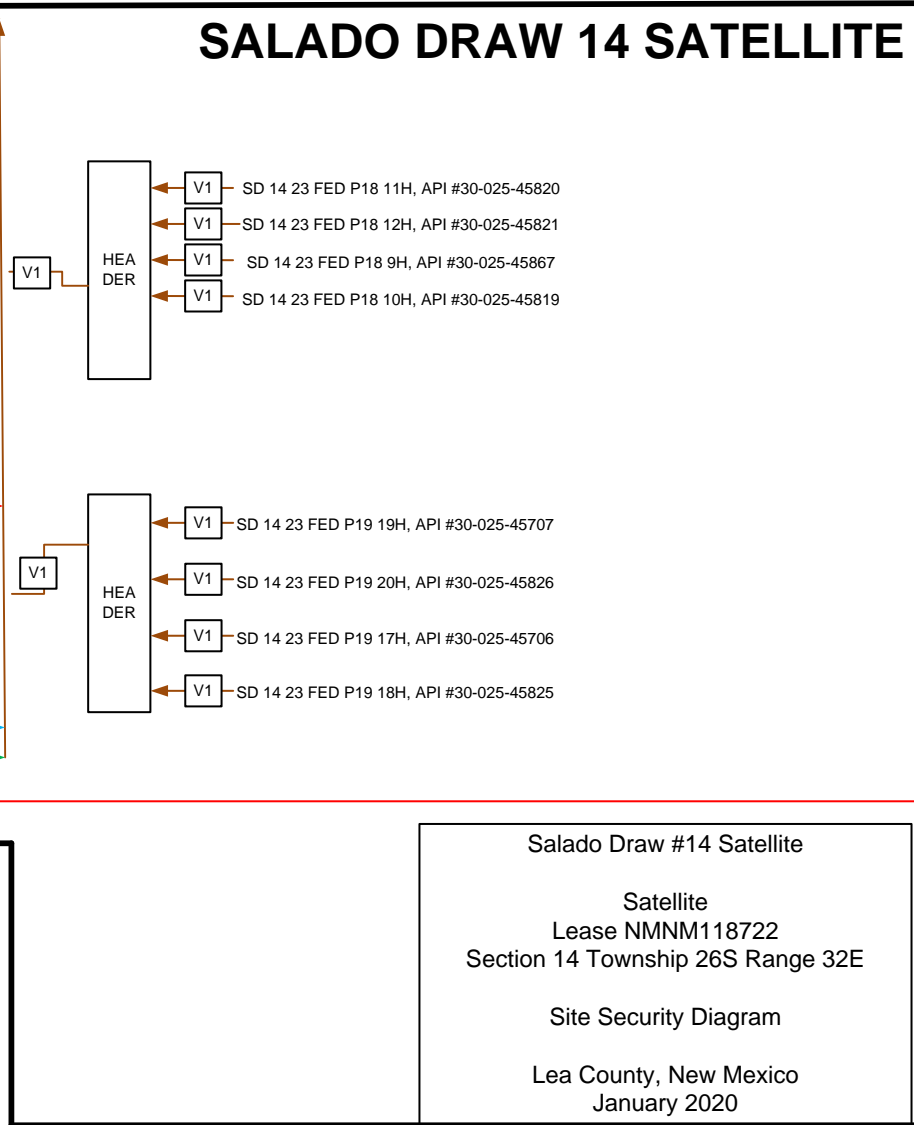 SALADO DRAW 14 SATELLITE
V1 SD 14 23 FED P18 11H, API #30-025-45820
V1 SD 14 23 FED P18 12H, API #30-025-45821
V1 SD 14 23 FED P18 9H, API #30-025-45867
V1 SD 14 23 FED P18 10H, API #30-025-45819
V1
HEA
DER
V1 SD 14 23 FED P19 19H, API #30-025-45707
V1 SD 14 23 FED P19 20H, API #30-025-45826
V1 SD 14 23 FED P19 17H, API #30-025-45706
V1 SD 14 23 FED P19 18H, API #30-025-45825
V1
HEA
DER
Salado Draw #14 Satellite
Satellite
Lease NMNM118722
Section 14 Township 26S Range 32E
Site Security Diagram
Lea County, New Mexico
January 2020